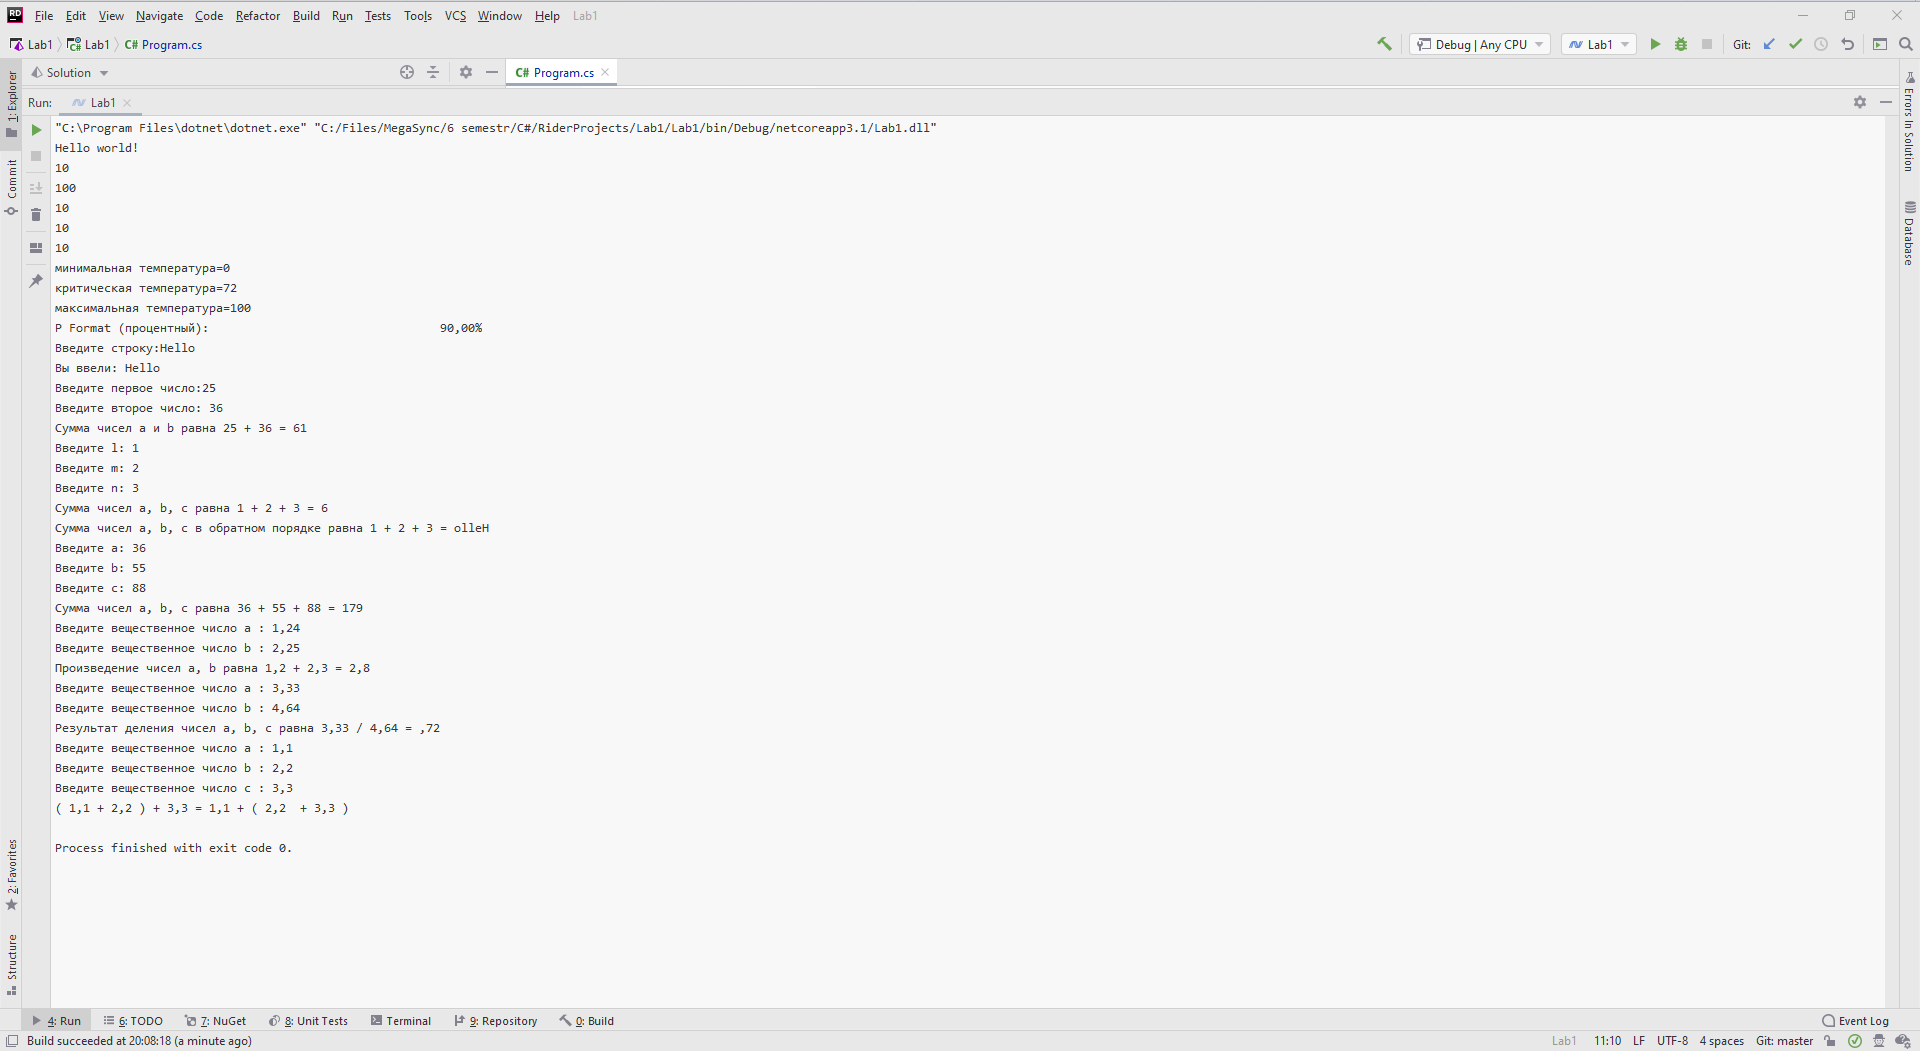 File Edit View Navigate Code Refactor Build Run Tests Tools VCS Window Help Lab1
Lab1 Lab1 C# Program.cs Debug | Any CPU Lab1 Git:
Solution C# Program.cs
Run: Lab1
"C:\Program Files\dotnet\dotnet.exe" "C:/Files/MegaSync/6 semestr/C#/RiderProjects/Lab1/Lab1/bin/Debug/netcoreapp3.1/Lab1.dll"
Hello world!
10
100
10
10
10
минимальная температура=0
критическая температура=72
максимальная температура=100
P Format (процентный): 90,00%
Введите строку:Hello
Вы ввели: Hello
Введите первое число:25
Введите второе число: 36
Сумма чисел a и b равна 25 + 36 = 61
Введите l: 1
Введите m: 2
Введите n: 3
Сумма чисел a, b, c равна 1 + 2 + 3 = 6
Сумма чисел a, b, c в обратном порядке равна 1 + 2 + 3 = olleH
Введите a: 36
Введите b: 55
Введите c: 88
Сумма чисел a, b, c равна 36 + 55 + 88 = 179
Введите вещественное число a : 1,24
Введите вещественное число b : 2,25
Произведение чисел a, b равна 1,2 + 2,3 = 2,8
Введите вещественное число a : 3,33
Введите вещественное число b : 4,64
Результат деления чисел a, b, c равна 3,33 / 4,64 = ,72
Введите вещественное число a : 1,1
Введите вещественное число b : 2,2
Введите вещественное число c : 3,3
( 1,1 + 2,2 ) + 3,3 = 1,1 + ( 2,2  + 3,3 )
Process finished with exit code 0.
1: Explorer
Commit
2: Favorites
Structure
Errors In Solution
Database
4: Run 6: TODO 7: NuGet 8: Unit Tests Terminal 9: Repository 0: Build Event Log
Build succeeded at 20:08:18 (a minute ago) Lab1 11:10 LF UTF-8 4 spaces Git: master